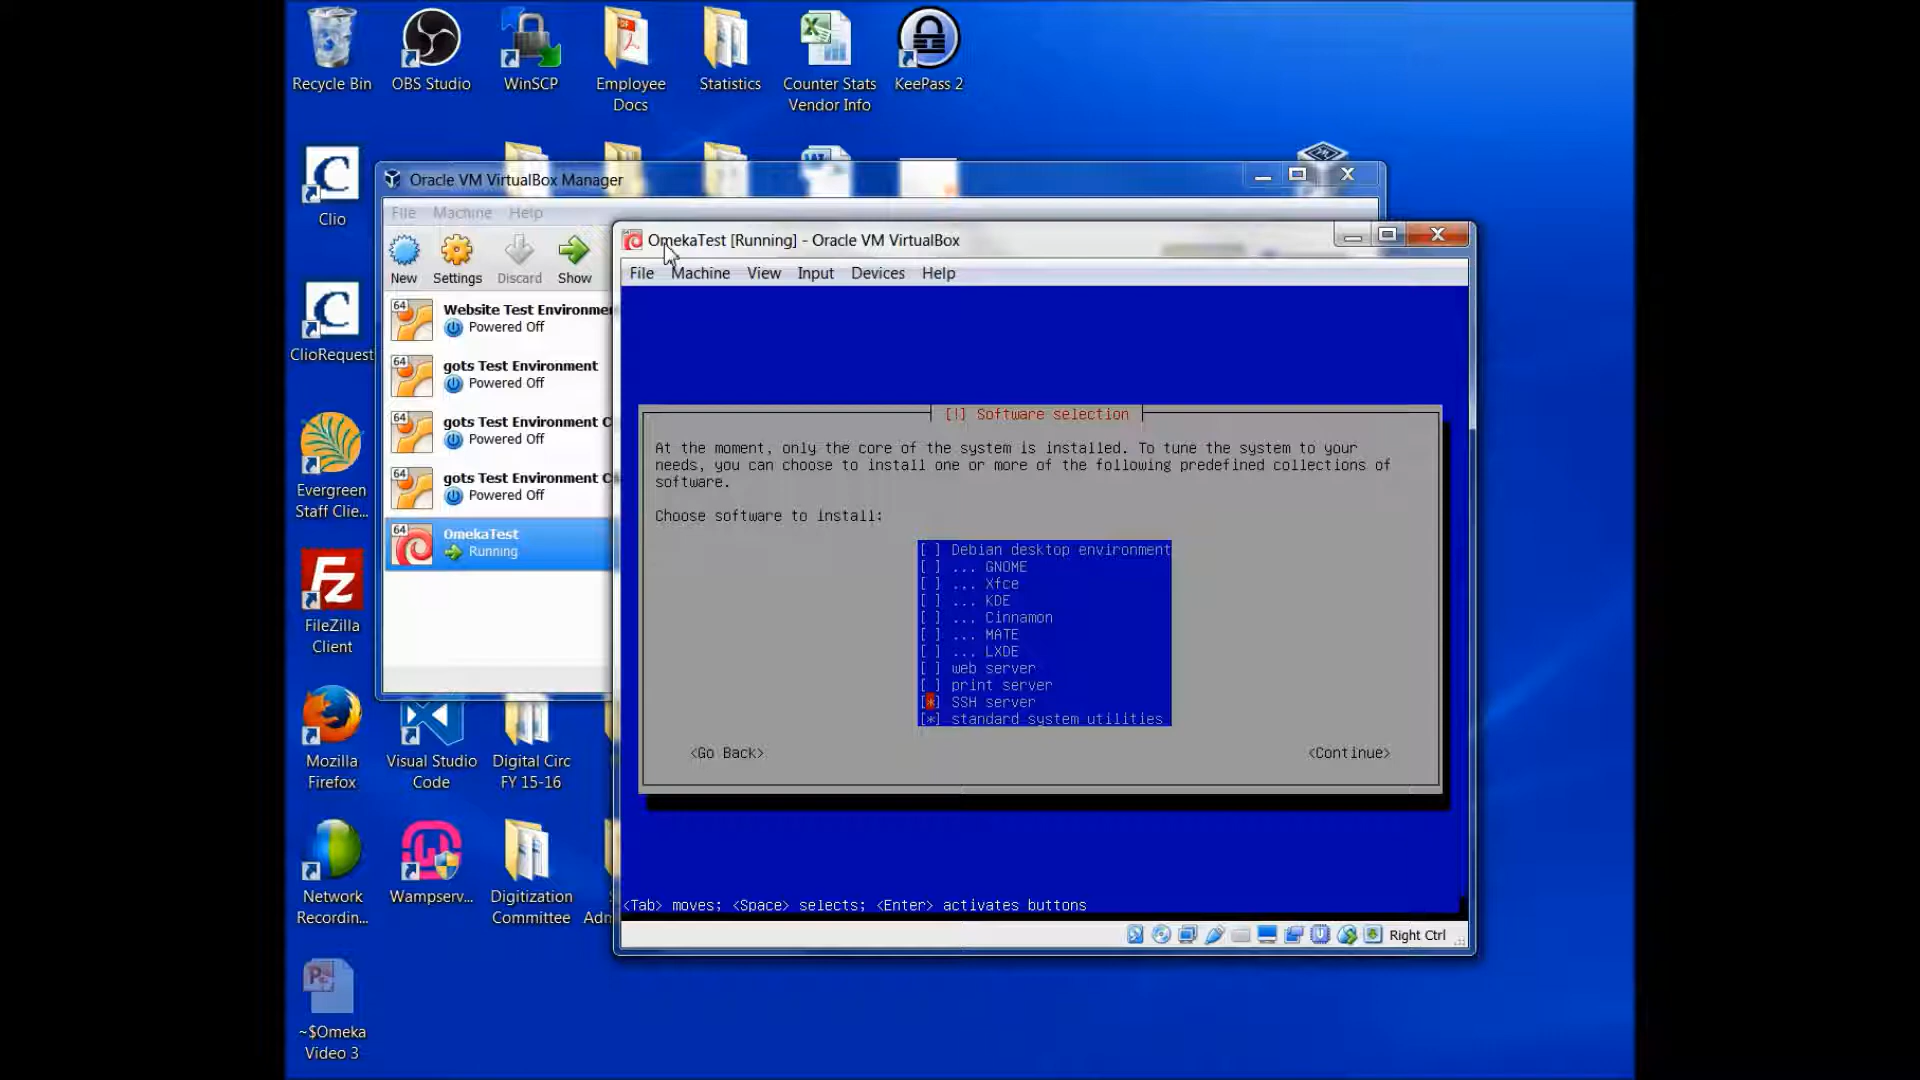 Recycle Bin
OBS Studio
WinSCP
Employee
Docs
Statistics
Counter Stats
Vendor Info
KeePass 2
Clio
ClioRequest
Evergreen
Staff Clie...
FileZilla
Client
Mozilla
Firefox
Visual Studio
Code
Digital Circ
FY 15-16
Network
Recordin...
Wampserv...
Digitization
Committee
~$Omeka
Video 3
Oracle VM VirtualBox Manager
File Machine Help
New Settings Discard Show
64
Website Test Environme
Powered Off
64
gots Test Environment
Powered Off
64
gots Test Environment C
Powered Off
64
gots Test Environment C
Powered Off
64
OmekaTest
Running
OmekaTest [Running] - Oracle VM VirtualBox
File Machine View Input Devices Help
[!] Software selection
At the moment, only the core of the system is installed. To tune the system to your
needs, you can choose to install one or more of the following predefined collections of
software.
Choose software to install:
[ ] Debian desktop environment
[ ] ... GNOME
[ ] ... Xfce
[ ] ... KDE
[ ] ... Cinnamon
[ ] ... MATE
[ ] ... LXDE
[ ] web server
[ ] print server
[*] SSH server
[*] standard system utilities
<Go Back> <Continue>
<Tab> moves; <Space> selects; <Enter> activates buttons
Right Ctrl